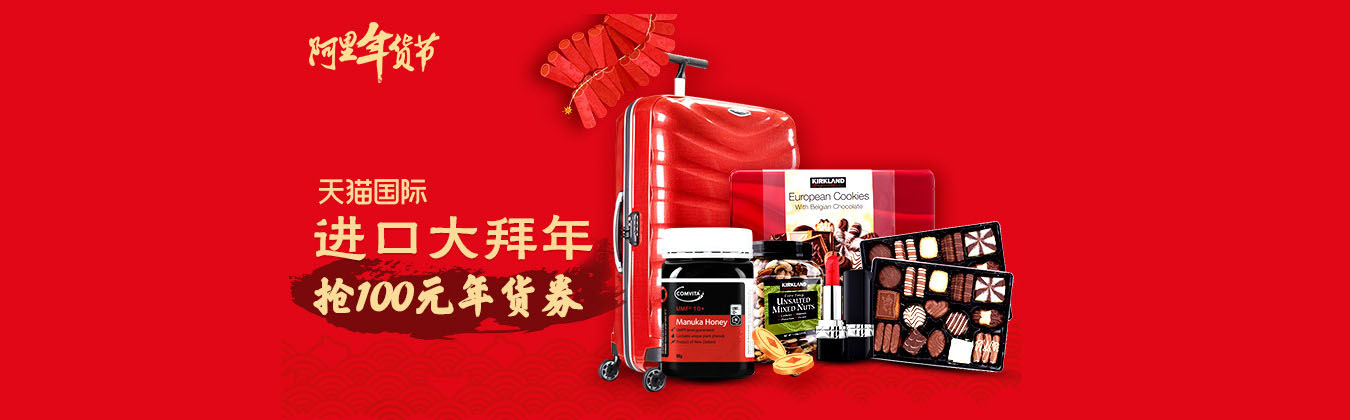 阿里年货节
天猫国际
进口大拜年
抢100元年货券
KIRKLAND
European Cookies
With Belgian Chocolate
COMVITA
UMF 10+
Manuka Honey
KIRKLAND
UNSALTED
MIXED NUTS